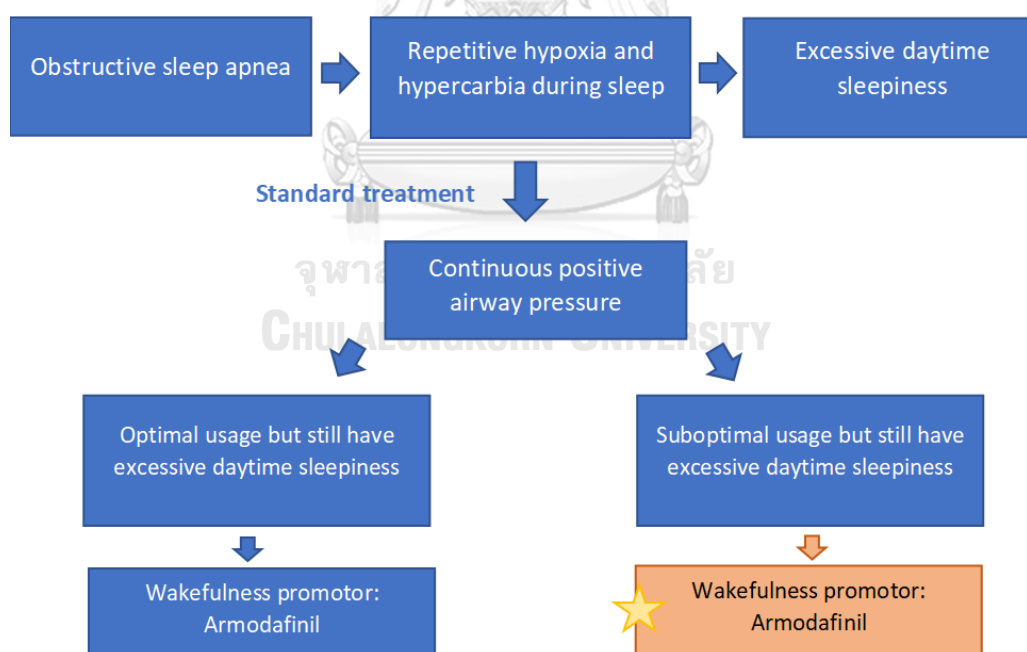 Obstructive sleep apnea
Repetitive hypoxia and
hypercarbia during sleep
Excessive daytime
sleepiness
Standard treatment
Continuous positive
airway pressure
CHULALONGKORN UNIVERSITY
Optimal usage but still have
excessive daytime sleepiness
Suboptimal usage but still have
excessive daytime sleepiness
Wakefulness promotor:
Armodafinil
Wakefulness promotor:
Armodafinil